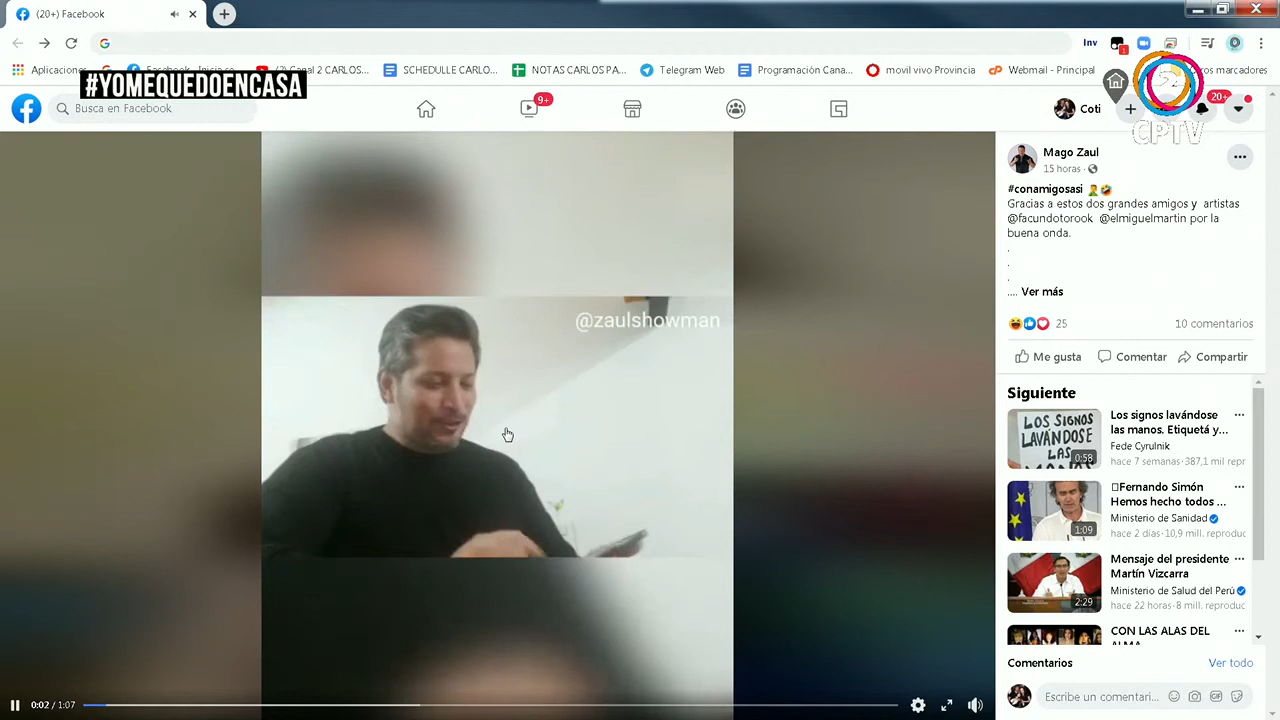 (20+) Facebook
Inv
1
Aplicaciones
(2) Canal 2 CARLOS...
NOTAS CARLOS PA...
Telegram Web
Programación Cana...
movil vivo Provincia
Webmail - Principal
#YOMEQUEDOENCASA
Busca en Facebook
9+
Coti
20+
CPTV
Mago Zaul
15 horas ·
#conamigosasi
Gracias a estos dos grandes amigos y artistas
@facundotorook @elmiguelmartin por la
buena onda.
.
.
.
.... Ver más
25
10 comentarios
Me gusta
Comentar
Compartir
@zaulshowman
Siguiente
LOS SIGNOS
LAVÁNDOSE
LAS
0:58
Los signos lavándose
las manos. Etiquetá y...
Fede Cyrulnik
hace 7 semanas · 387,1 mil repr
1:09
Fernando Simón
Hemos hecho todos ...
Ministerio de Sanidad
hace 2 días · 10,9 mill. reproduc
2:29
Mensaje del presidente
Martín Vizcarra
Ministerio de Salud del Perú
hace 22 horas · 8 mill. reproduc
CON LAS ALAS DEL
Comentarios
Ver todo
Escribe un comentari...
0:02 / 1:07